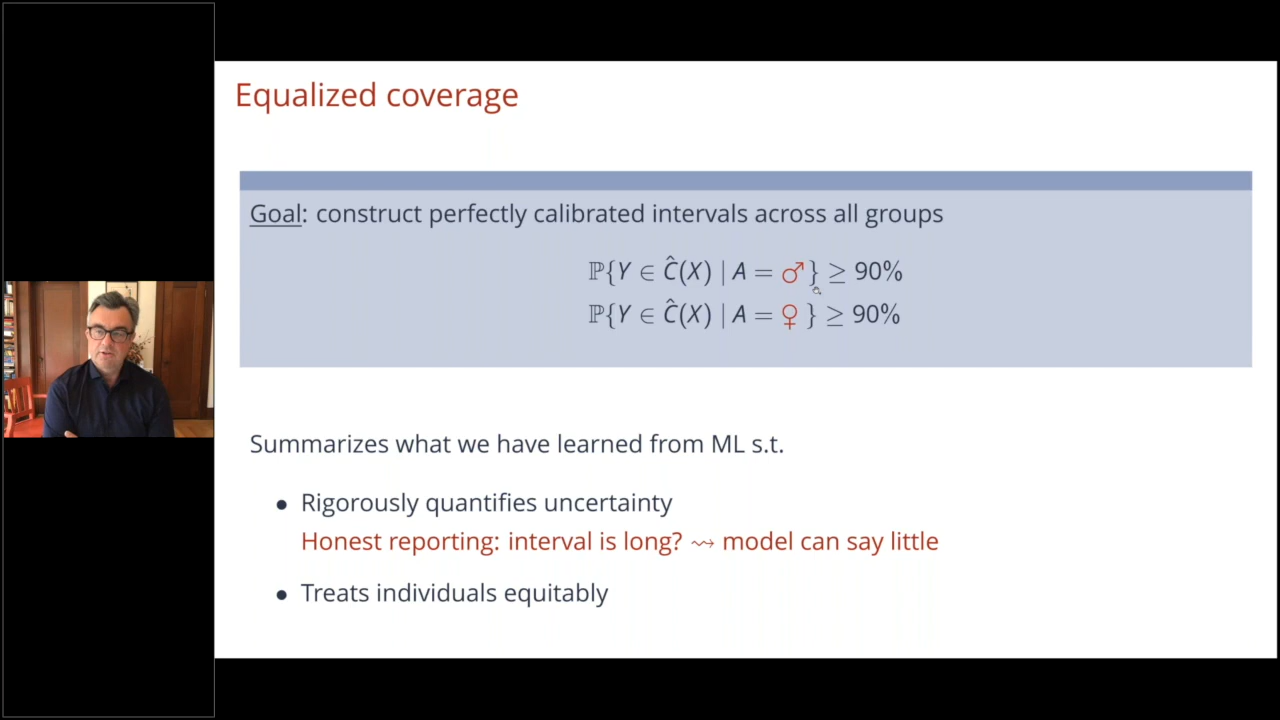 Equalized coverage
Goal: construct perfectly calibrated intervals across all groups
ℙ{Y ∈ Ĉ(X) | A = ♂} ≥ 90%
ℙ{Y ∈ Ĉ(X) | A = ♀ } ≥ 90%
Summarizes what we have learned from ML s.t.
● Rigorously quantifies uncertainty
Honest reporting: interval is long? ⇝ model can say little
● Treats individuals equitably